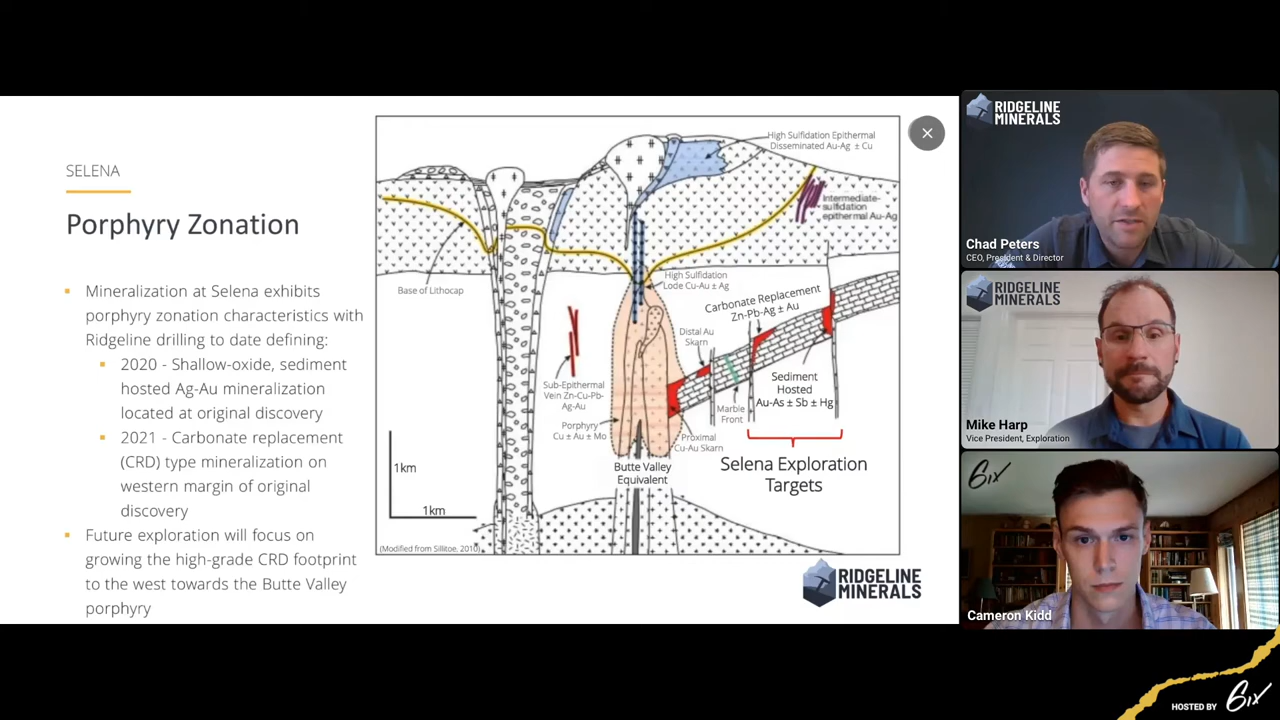 SELENA
Porphyry Zonation
Mineralization at Selena exhibits
porphyry zonation characteristics with
Ridgeline drilling to date defining:
2020 - Shallow-oxide, sediment
hosted Ag-Au mineralization
located at original discovery
2021 - Carbonate replacement
(CRD) type mineralization on
western margin of original
discovery
Future exploration will focus on
growing the high-grade CRD footprint
to the west towards the Butte Valley
porphyry
High Sulfidation Epithermal
Disseminated Au-Ag ± Cu
Intermediate-
sulfidation
epithermal Au-Ag
Base of Lithocap
High Sulfidation
Lode Cu-Au ± Ag
Carbonate Replacement
Zn-Pb-Ag ± Au
Distal Au
Skarn
Sub-Epithermal
Vein Zn-Cu-Pb-
Ag-Au
Sediment
Hosted
Au-As ± Sb ± Hg
Marble
Front
Porphyry
Cu ± Au ± Mo
Proximal
Cu-Au Skarn
Butte Valley
Equivalent
Selena Exploration
Targets
1km
1km
(Modified from Sillitoe, 2010)
RIDGELINE
MINERALS
RIDGELINE
MINERALS
Chad Peters
CEO, President & Director
RIDGELINE
MINERALS
Mike Harp
Vice President, Exploration
6ix
Cameron Kidd
HOSTED BY 6ix